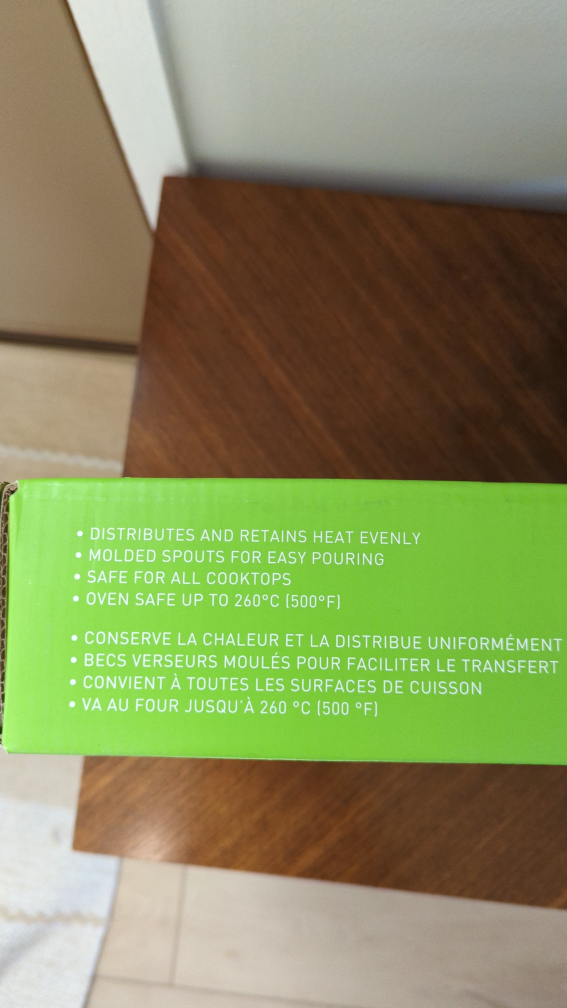 • DISTRIBUTES AND RETAINS HEAT EVENLY
• MOLDED SPOUTS FOR EASY POURING
• SAFE FOR ALL COOKTOPS
• OVEN SAFE UP TO 260°C (500°F)
• CONSERVE LA CHALEUR ET LA DISTRIBUE UNIFORMÉMENT
• BECS VERSEURS MOULÉS POUR FACILITER LE TRANSFERT
• CONVIENT À TOUTES LES SURFACES DE CUISSON
• VA AU FOUR JUSQU'À 260 °C (500 °F)